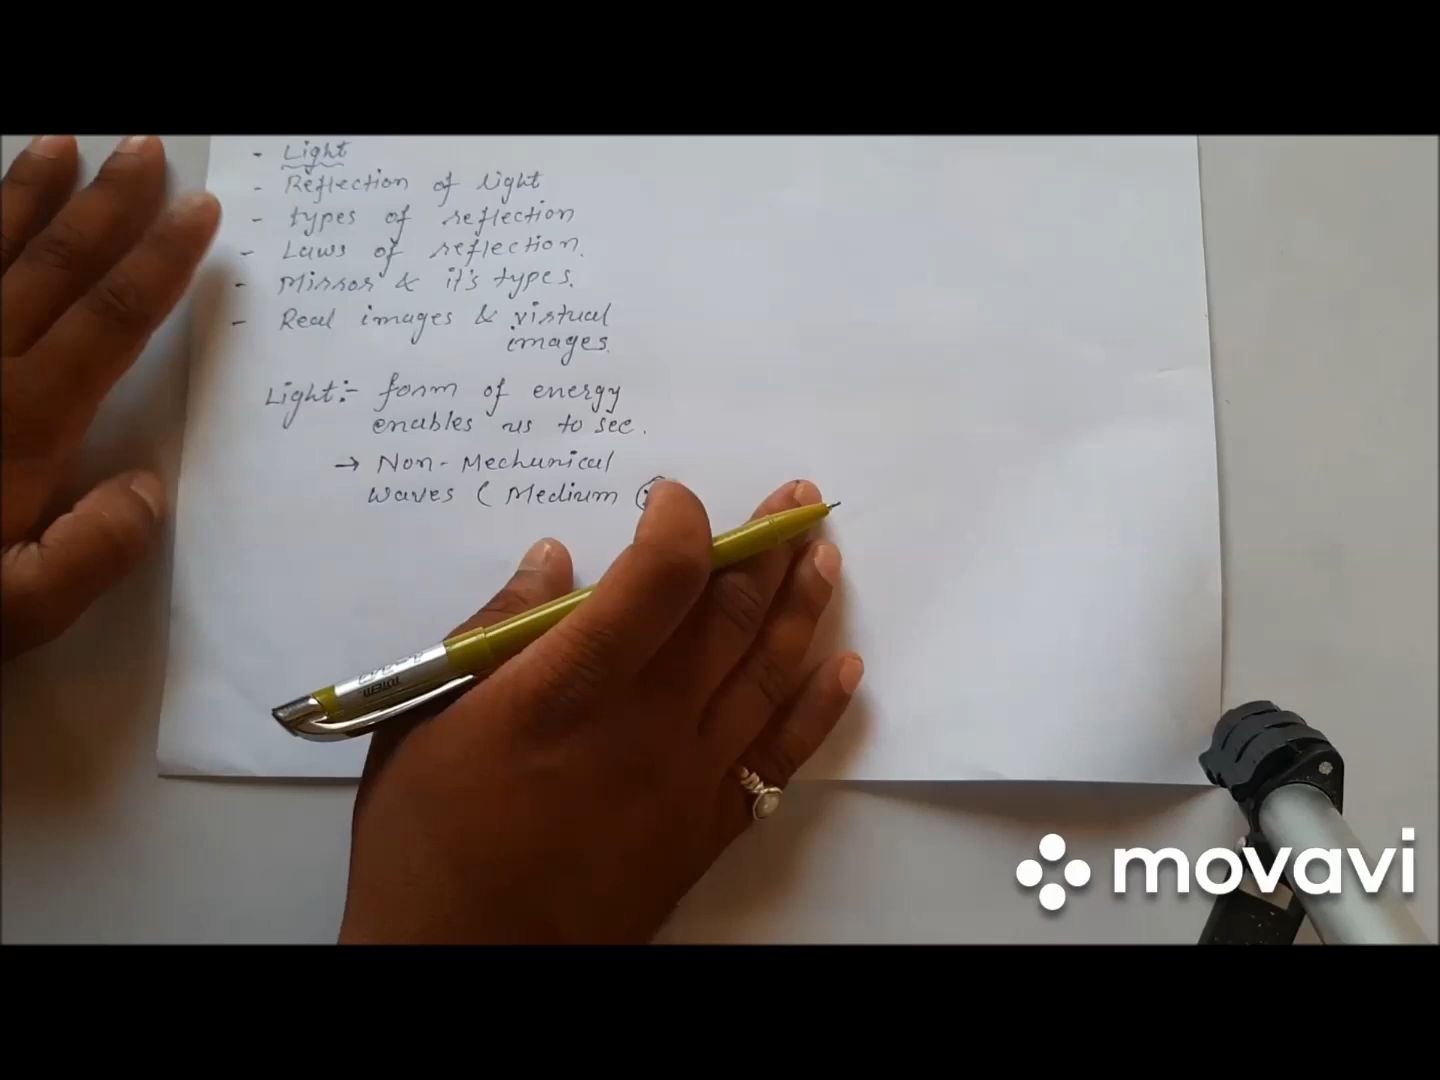 - Light
- Reflection of light
- types of reflection
- Laws of reflection.
- Mirror & it's types.
- Real images & virtual
images.
Light:- form of energy
enables us to see.
→ Non-Mechanical
waves ( Medium
movavi